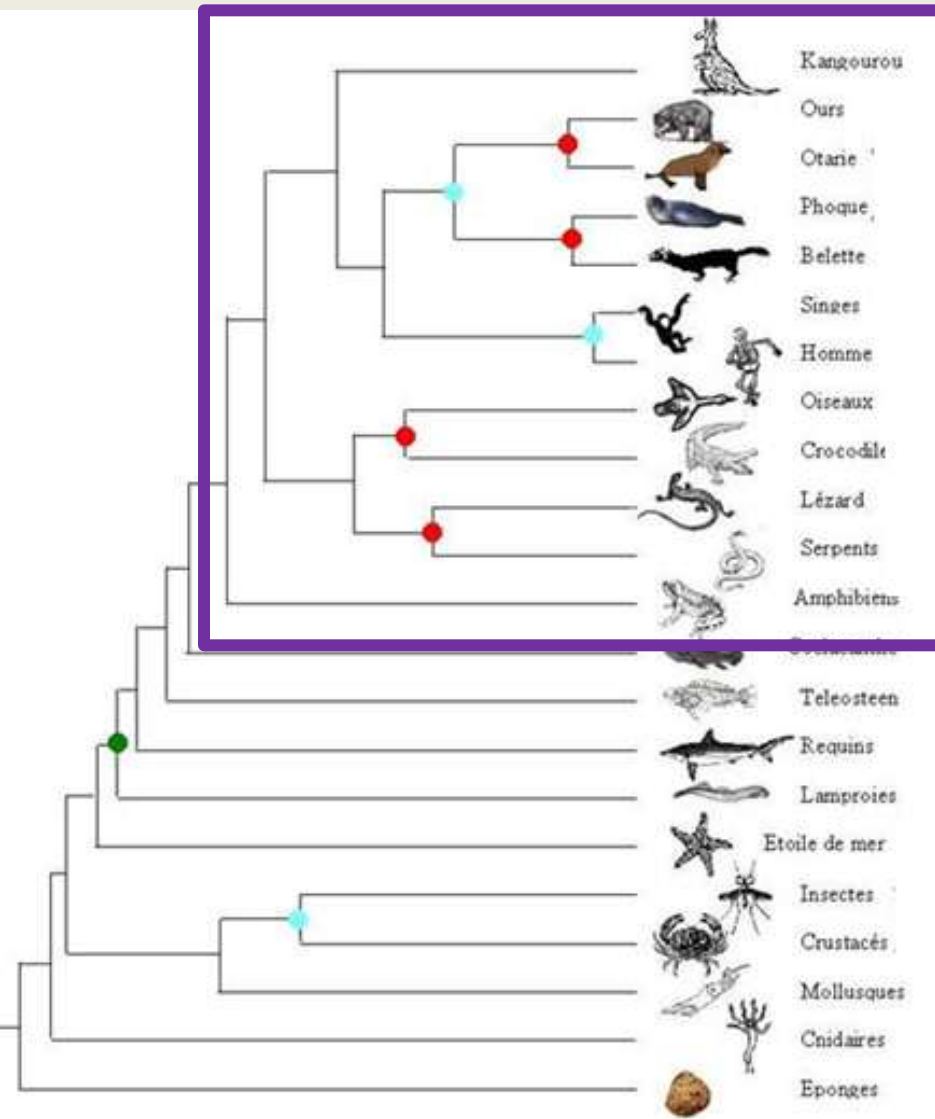 Kangourou
Ours
Otarie
Phoque
Belette
Singes
Homme
Oiseaux
Crocodile
Lézard
Serpents
Amphibiens
Teleosteen
Requins
Lamproies
Etoile de mer
Insectes
Crustacés
Mollusques
Cnidaires
Eponges